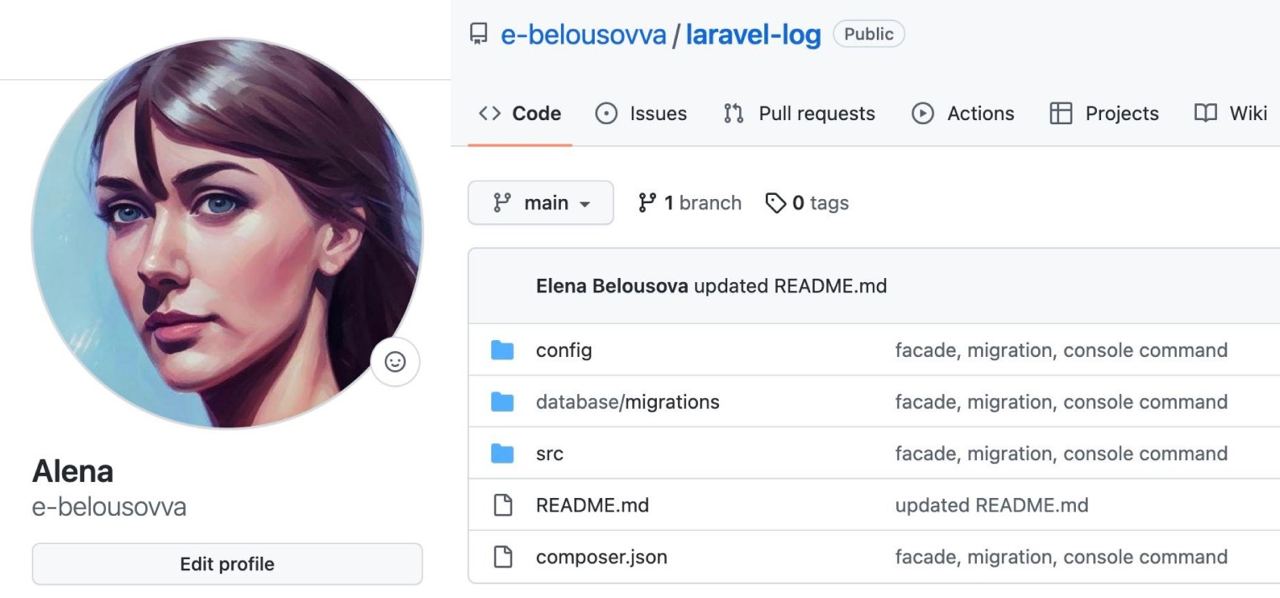 e-belousovva / laravel-log Public
Code Issues Pull requests Actions Projects Wiki
main 1 branch 0 tags
Elena Belousova updated README.md
config facade, migration, console command
database/migrations facade, migration, console command
src facade, migration, console command
README.md updated README.md
composer.json facade, migration, console command
Alena
e-belousovva
Edit profile